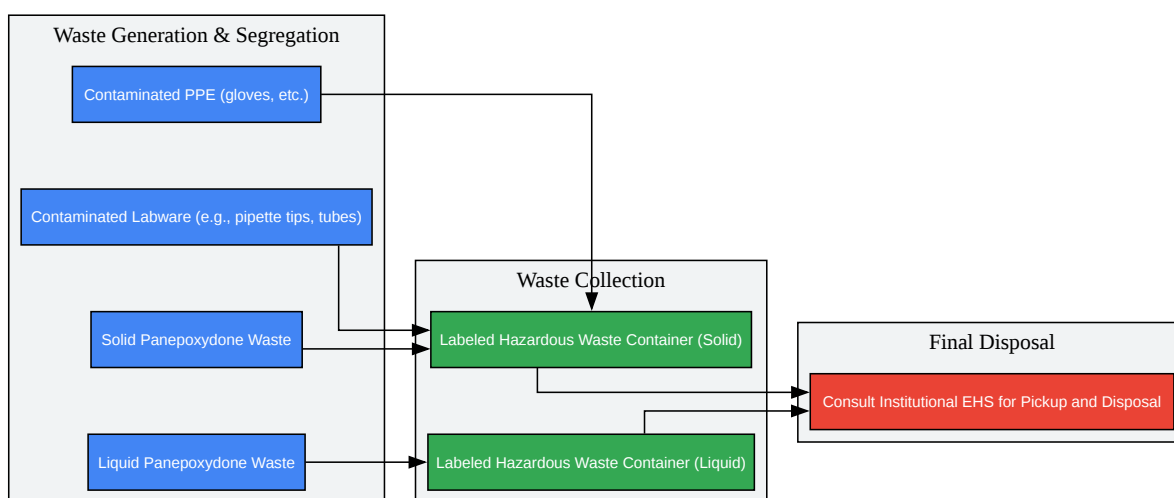 Waste Generation & Segregation
Contaminated PPE (gloves, etc.)
Contaminated Labware (e.g., pipette tips, tubes)
Solid Panepoxydone Waste
Liquid Panepoxydone Waste
Waste Collection
Labeled Hazardous Waste Container (Solid)
Labeled Hazardous Waste Container (Liquid)
Final Disposal
Consult Institutional EHS for Pickup and Disposal